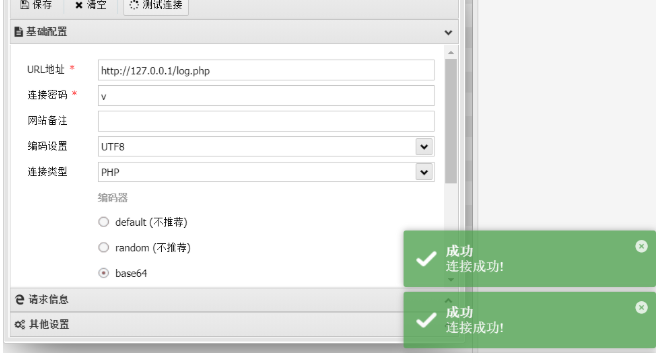 保存 清空 测试连接
基础配置
URL地址 * http://127.0.0.1/log.php
连接密码 * v
网站备注
编码设置 UTF8
连接类型 PHP
编码器
default (不推荐)
random (不推荐)
base64
成功
连接成功!
请求信息
成功
连接成功!
其他设置